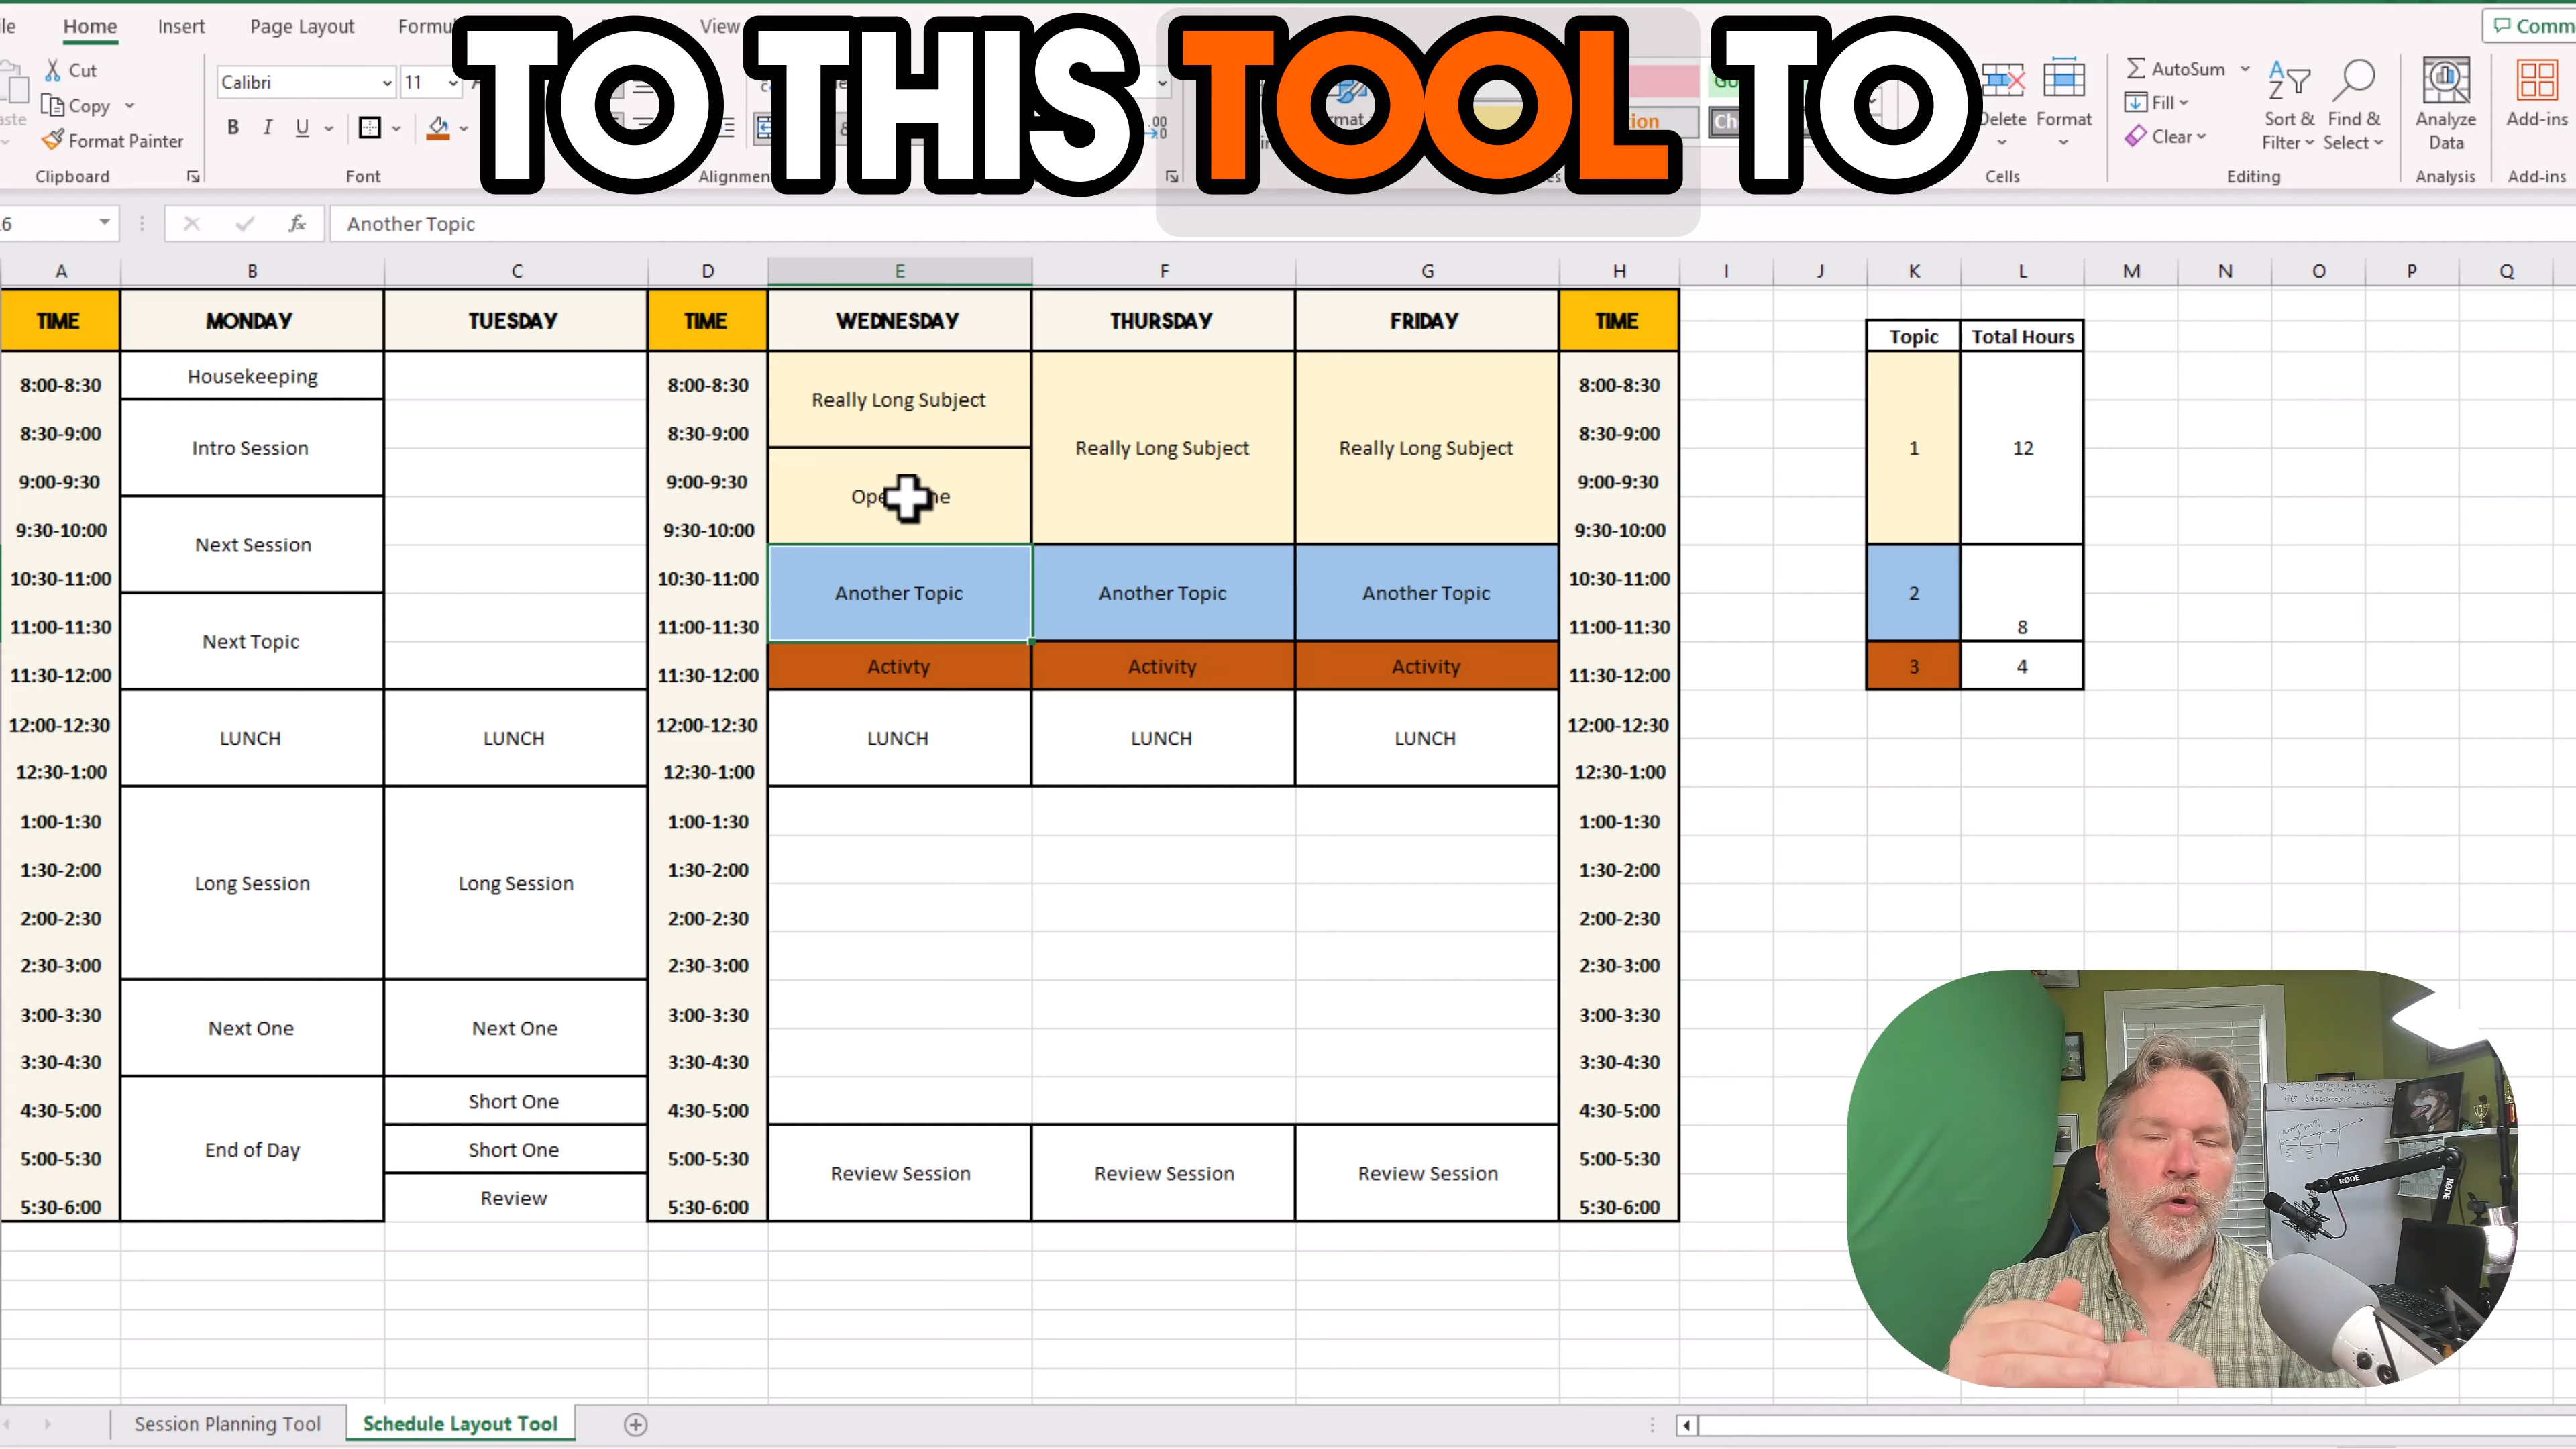 TO THIS TOOL TO
Home Insert Page Layout View
Cut
Copy
Format Painter
Clipboard
Calibri 11
B I U
Font
Alignment
Delete Format
Cells
AutoSum
Fill
Clear
Sort & Filter
Find & Select
Editing
Analyze Data
Analysis
Add-ins
Add-ins
fx Another Topic
A B C D E F G H I J K L M N O P Q
TIME MONDAY TUESDAY TIME WEDNESDAY THURSDAY FRIDAY TIME
Topic Total Hours
8:00-8:30 Housekeeping 8:00-8:30 Really Long Subject 8:00-8:30
8:30-9:00 Intro Session 8:30-9:00 Really Long Subject Really Long Subject 8:30-9:00 1 12
9:00-9:30 9:00-9:30 9:00-9:30
9:30-10:00 Next Session 9:30-10:00 9:30-10:00
10:30-11:00 10:30-11:00 Another Topic Another Topic Another Topic 10:30-11:00 2
11:00-11:30 Next Topic 11:00-11:30 11:00-11:30 8
11:30-12:00 11:30-12:00 Activty Activity Activity 11:30-12:00 3 4
12:00-12:30 LUNCH LUNCH 12:00-12:30 LUNCH LUNCH LUNCH 12:00-12:30
12:30-1:00 12:30-1:00 12:30-1:00
1:00-1:30 1:00-1:30 1:00-1:30
1:30-2:00 Long Session Long Session 1:30-2:00 1:30-2:00
2:00-2:30 2:00-2:30 2:00-2:30
2:30-3:00 2:30-3:00 2:30-3:00
3:00-3:30 Next One Next One 3:00-3:30 3:00-3:30
3:30-4:30 3:30-4:30 3:30-4:30
4:30-5:00 Short One 4:30-5:00 4:30-5:00
5:00-5:30 End of Day Short One 5:00-5:30 Review Session Review Session Review Session 5:00-5:30
5:30-6:00 Review 5:30-6:00 5:30-6:00
RØDE
RØDE
Session Planning Tool Schedule Layout Tool